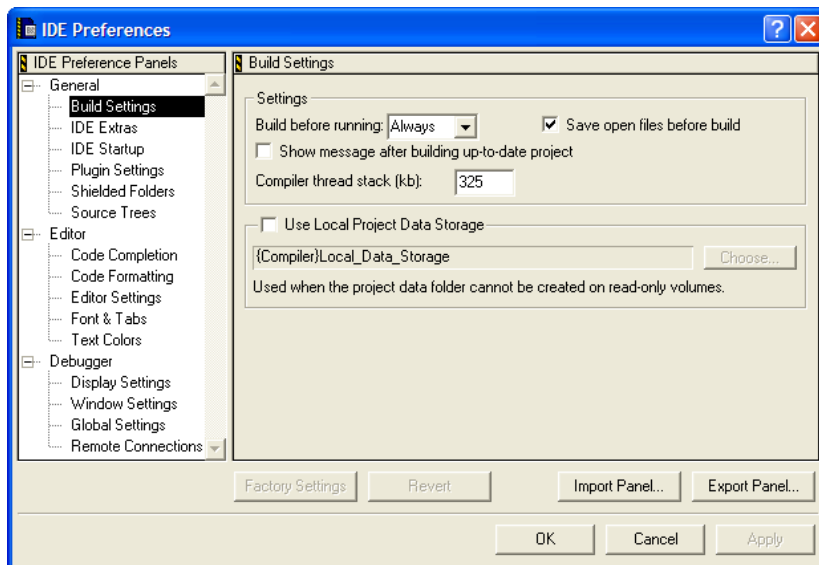 IDE Preferences
IDE Preference Panels
General
Build Settings
IDE Extras
IDE Startup
Plugin Settings
Shielded Folders
Source Trees
Editor
Code Completion
Code Formatting
Editor Settings
Font & Tabs
Text Colors
Debugger
Display Settings
Window Settings
Global Settings
Remote Connections
Build Settings
Settings
Build before running: Always Save open files before build
Show message after building up-to-date project
Compiler thread stack (kb): 325
Use Local Project Data Storage
{Compiler}Local_Data_Storage Choose...
Used when the project data folder cannot be created on read-only volumes.
Factory Settings Revert Import Panel... Export Panel...
OK Cancel Apply